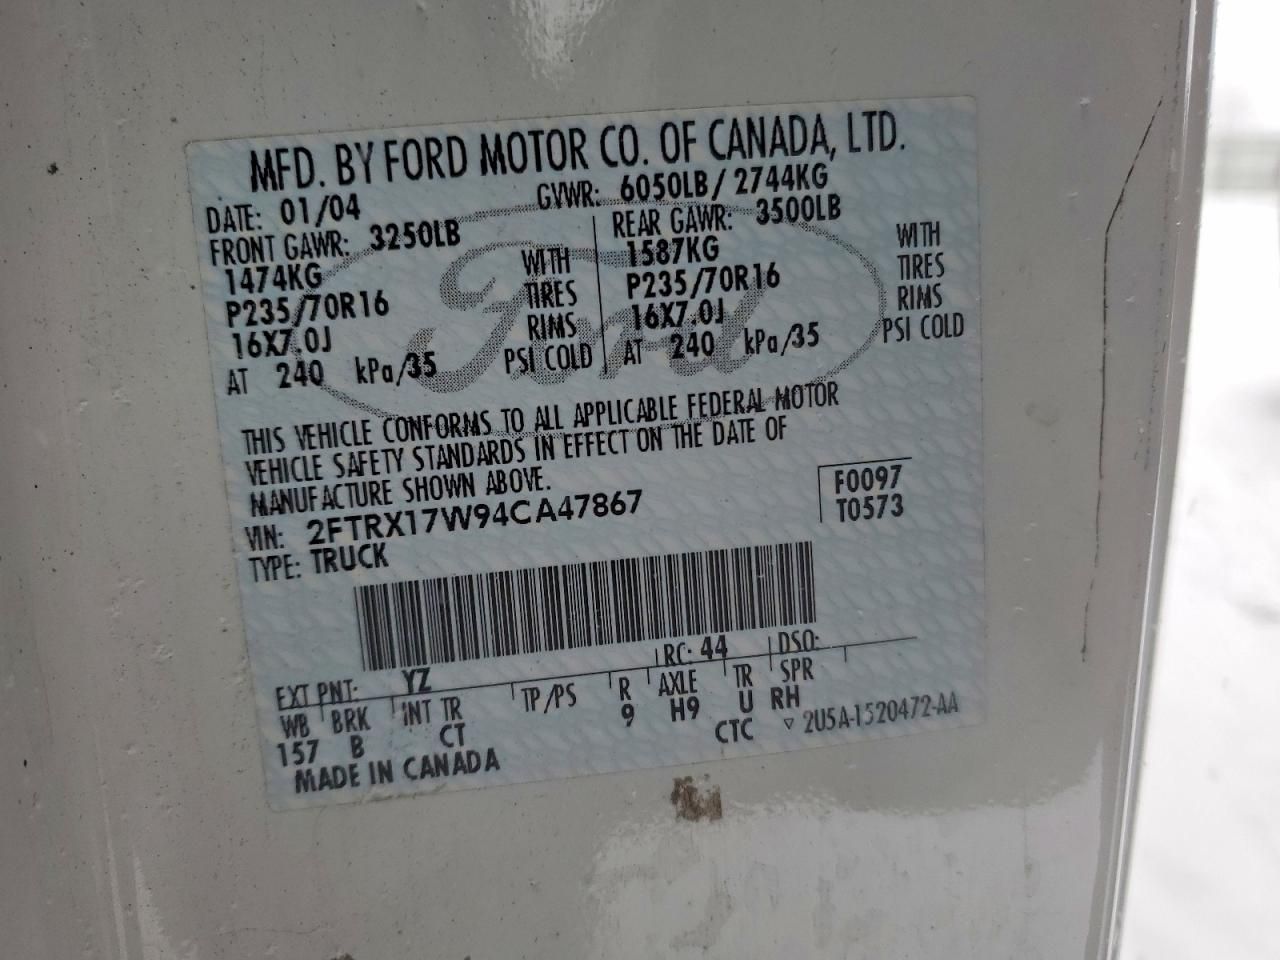 MFD. BY FORD MOTOR CO. OF CANADA, LTD.
DATE: 01/04 GVWR: 6050LB/2744KG
FRONT GAWR: 3250LB REAR GAWR: 3500LB
1474KG WITH 1587KG WITH
P235/70R16 TIRES P235/70R16 TIRES
16X7.0J RIMS 16X7.0J RIMS
AT 240 kPa/35 PSI COLD AT 240 kPa/35 PSI COLD
Ford
THIS VEHICLE CONFORMS TO ALL APPLICABLE FEDERAL MOTOR
VEHICLE SAFETY STANDARDS IN EFFECT ON THE DATE OF
MANUFACTURE SHOWN ABOVE.
VIN: 2FTRX17W94CA47867 F0097
TYPE: TRUCK T0573
EXT PNT: YZ RC: 44 DSO:
WB BRK INT TR TP/PS R AXLE TR SPR
157 B CT 9 H9 U RH
MADE IN CANADA CTC ▽ 2U5A-1520472-AA